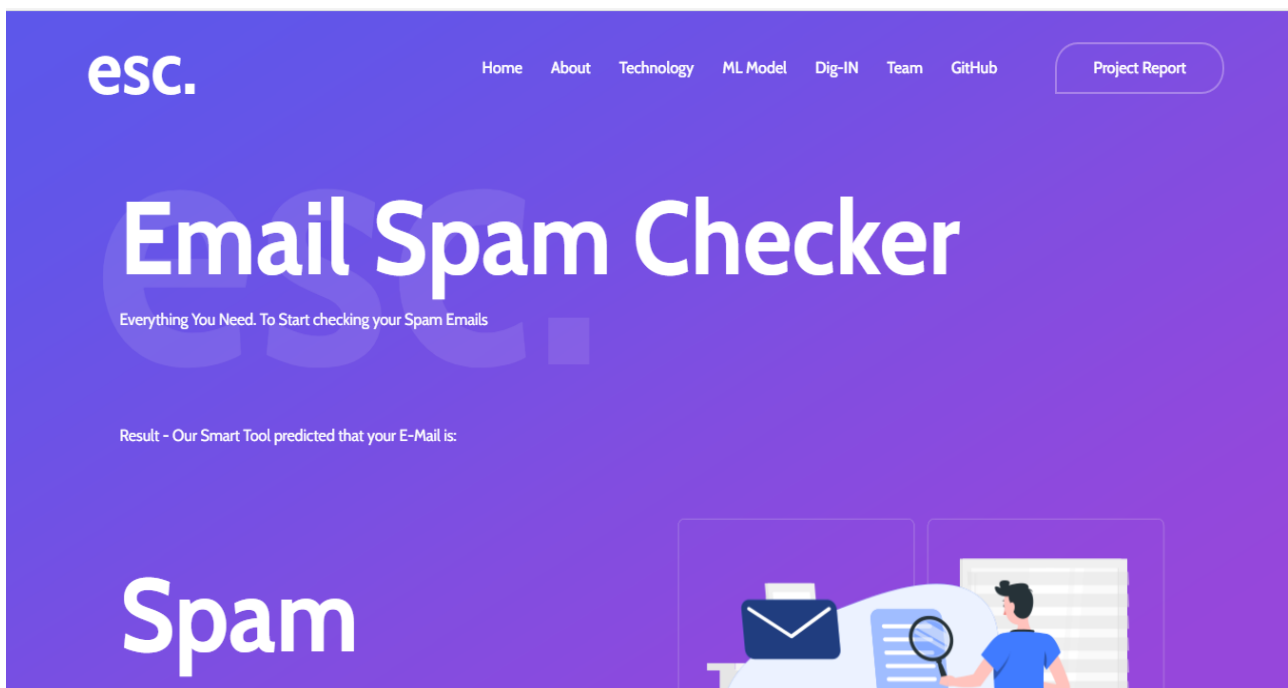 esc.
Home About Technology ML Model Dig-IN Team GitHub Project Report
esc.
Email Spam Checker
Everything You Need. To Start checking your Spam Emails
Result - Our Smart Tool predicted that your E-Mail is:
Spam